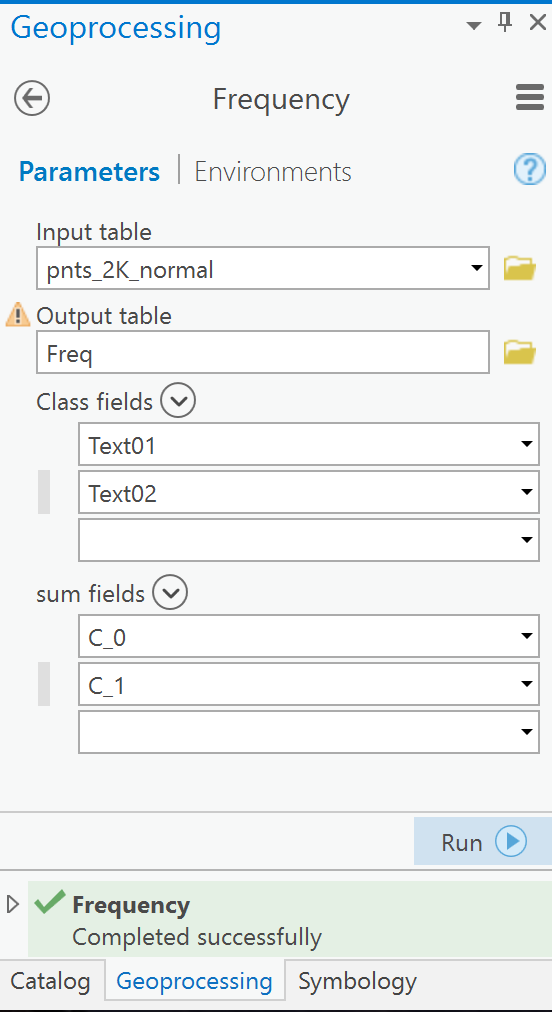 Geoprocessing
Frequency
Parameters
Environments
?
Input table
pnts_2K_normal
! Output table
Freq
Class fields
Text01
Text02
sum fields
C_0
C_1
Run
Frequency
Completed successfully
Catalog
Geoprocessing
Symbology